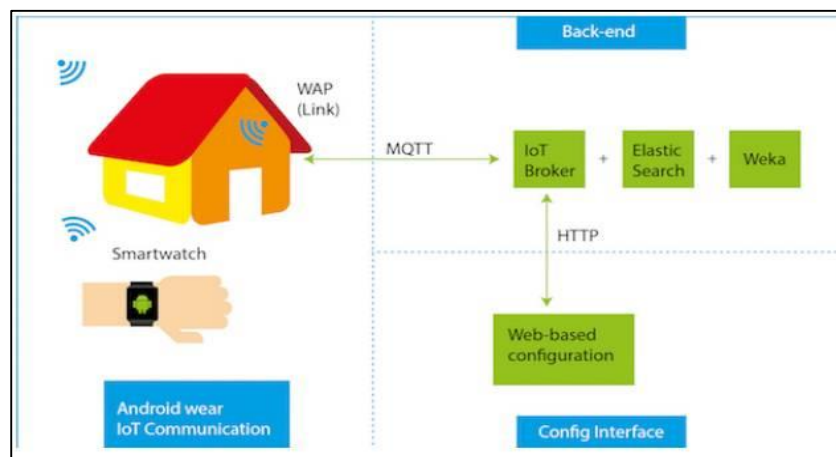 Back-end
WAP
(Link)
MQTT
IoT
Broker
+
Elastic
Search
+
Weka
HTTP
Smartwatch
Web-based
configuration
Android wear
IoT Communication
Config Interface